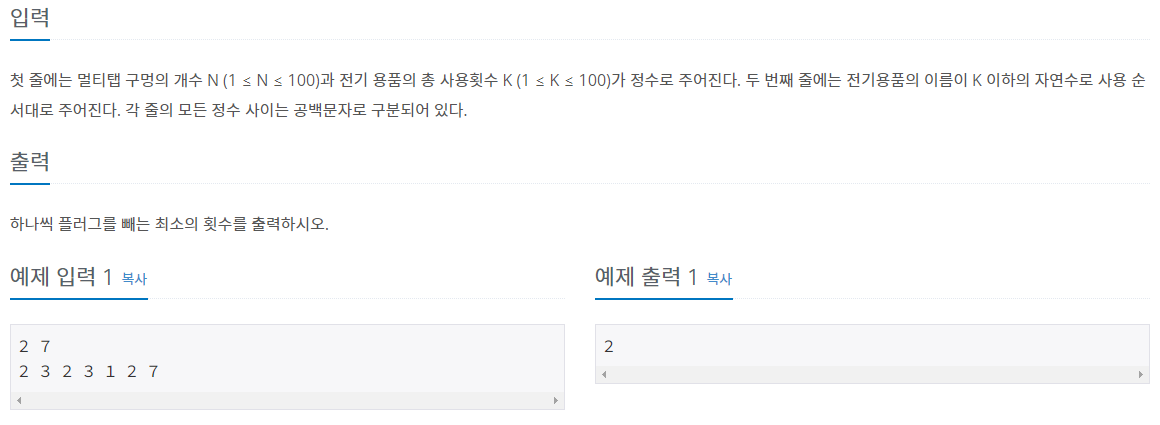 입력
첫 줄에는 멀티탭 구멍의 개수 N (1 ≤ N ≤ 100)과 전기 용품의 총 사용횟수 K (1 ≤ K ≤ 100)가 정수로 주어진다. 두 번째 줄에는 전기용품의 이름이 K 이하의 자연수로 사용 순
서대로 주어진다. 각 줄의 모든 정수 사이는 공백문자로 구분되어 있다.
출력
하나씩 플러그를 빼는 최소의 횟수를 출력하시오.
예제 입력 1 복사
2 7
2 3 2 3 1 2 7
예제 출력 1 복사
2